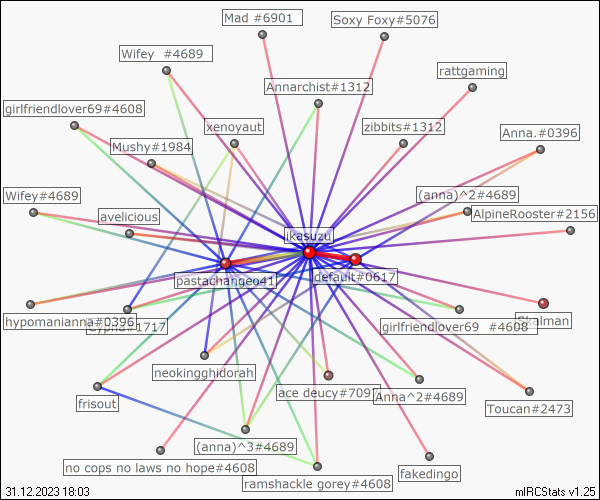 Mad #6901
Soxy Foxy#5076
Wifey  #4689
rattgaming
Annarchist#1312
girlfriendlover69#4608
xenoyaut
zibbits#1312
Mushy#1984
Anna.#0396
Wifey#4689
(anna)^2#4689
avelicious
AlpineRooster#2156
ikasuzu
pastachangeo41
default#0617
hypomanianna#0396
#1717
girlfriendlover69  #4608
neokingghidorah
ace deucy#709
Anna^2#4689
frisout
Toucan#2473
(anna)^3#4689
no cops no laws no hope#4608
fakedingo
ramshackle gorey#4608
31.12.2023 18:03
mIRCStats v1.25